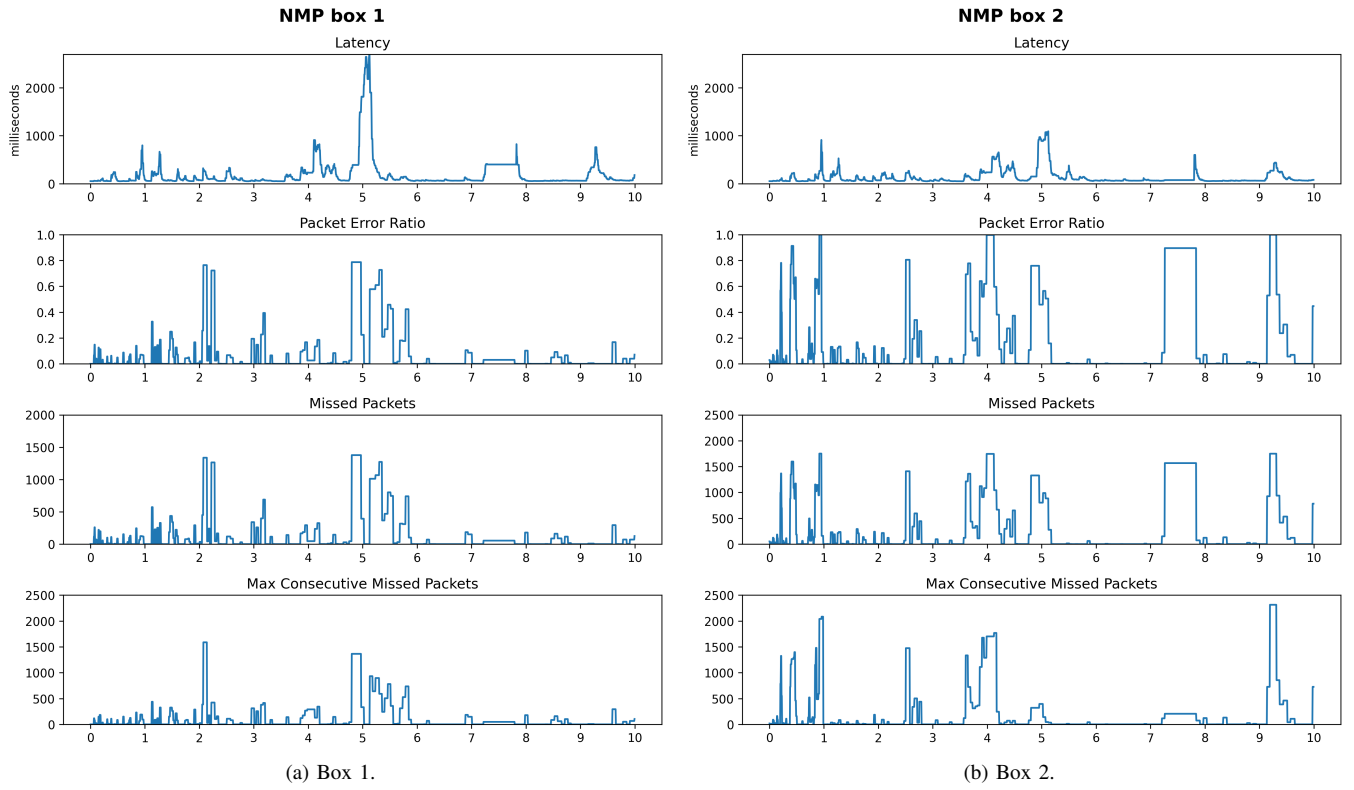 NMP box 1
Latency
milliseconds
2000
1000
0
0 1 2 3 4 5 6 7 8 9 10
Packet Error Ratio
1.0
0.8
0.6
0.4
0.2
0.0
0 1 2 3 4 5 6 7 8 9 10
Missed Packets
2000
1500
1000
500
0
0 1 2 3 4 5 6 7 8 9 10
Max Consecutive Missed Packets
2500
2000
1500
1000
500
0
0 1 2 3 4 5 6 7 8 9 10
(a) Box 1.
NMP box 2
Latency
milliseconds
2000
1000
0
0 1 2 3 4 5 6 7 8 9 10
Packet Error Ratio
1.0
0.8
0.6
0.4
0.2
0.0
0 1 2 3 4 5 6 7 8 9 10
Missed Packets
2500
2000
1500
1000
500
0
0 1 2 3 4 5 6 7 8 9 10
Max Consecutive Missed Packets
2500
2000
1500
1000
500
0
0 1 2 3 4 5 6 7 8 9 10
(b) Box 2.